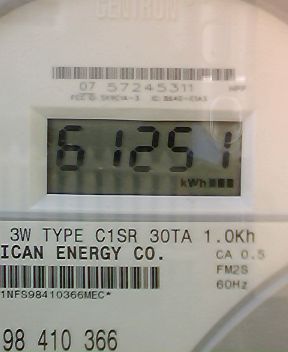 CENTRON
07 57245311
61251
kWh
3W TYPE C1SR 30TA 1.0Kh
ICAN ENERGY CO.
CA 0.5
FM2S
60Hz
1NFS98410366MEC*
98 410 366